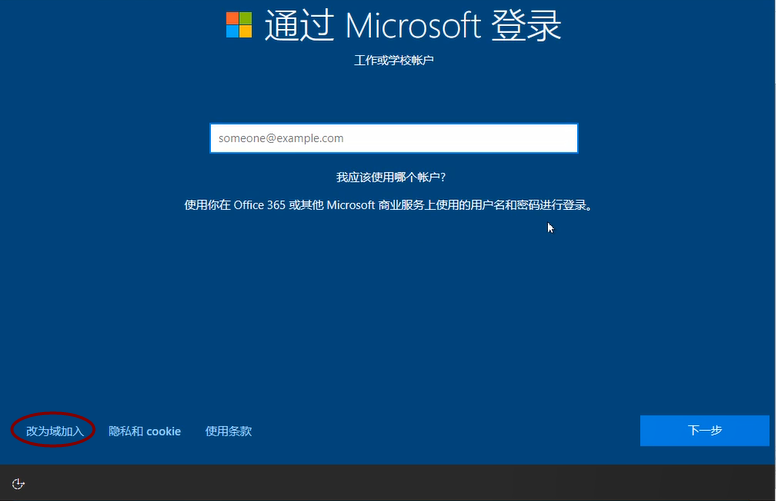 通过 Microsoft 登录
工作或学校帐户
someone@example.com
我应该使用哪个帐户?
使用你在 Office 365 或其他 Microsoft 商业服务上使用的用户名和密码进行登录。
改为域加入 隐私和 cookie 使用条款 下一步